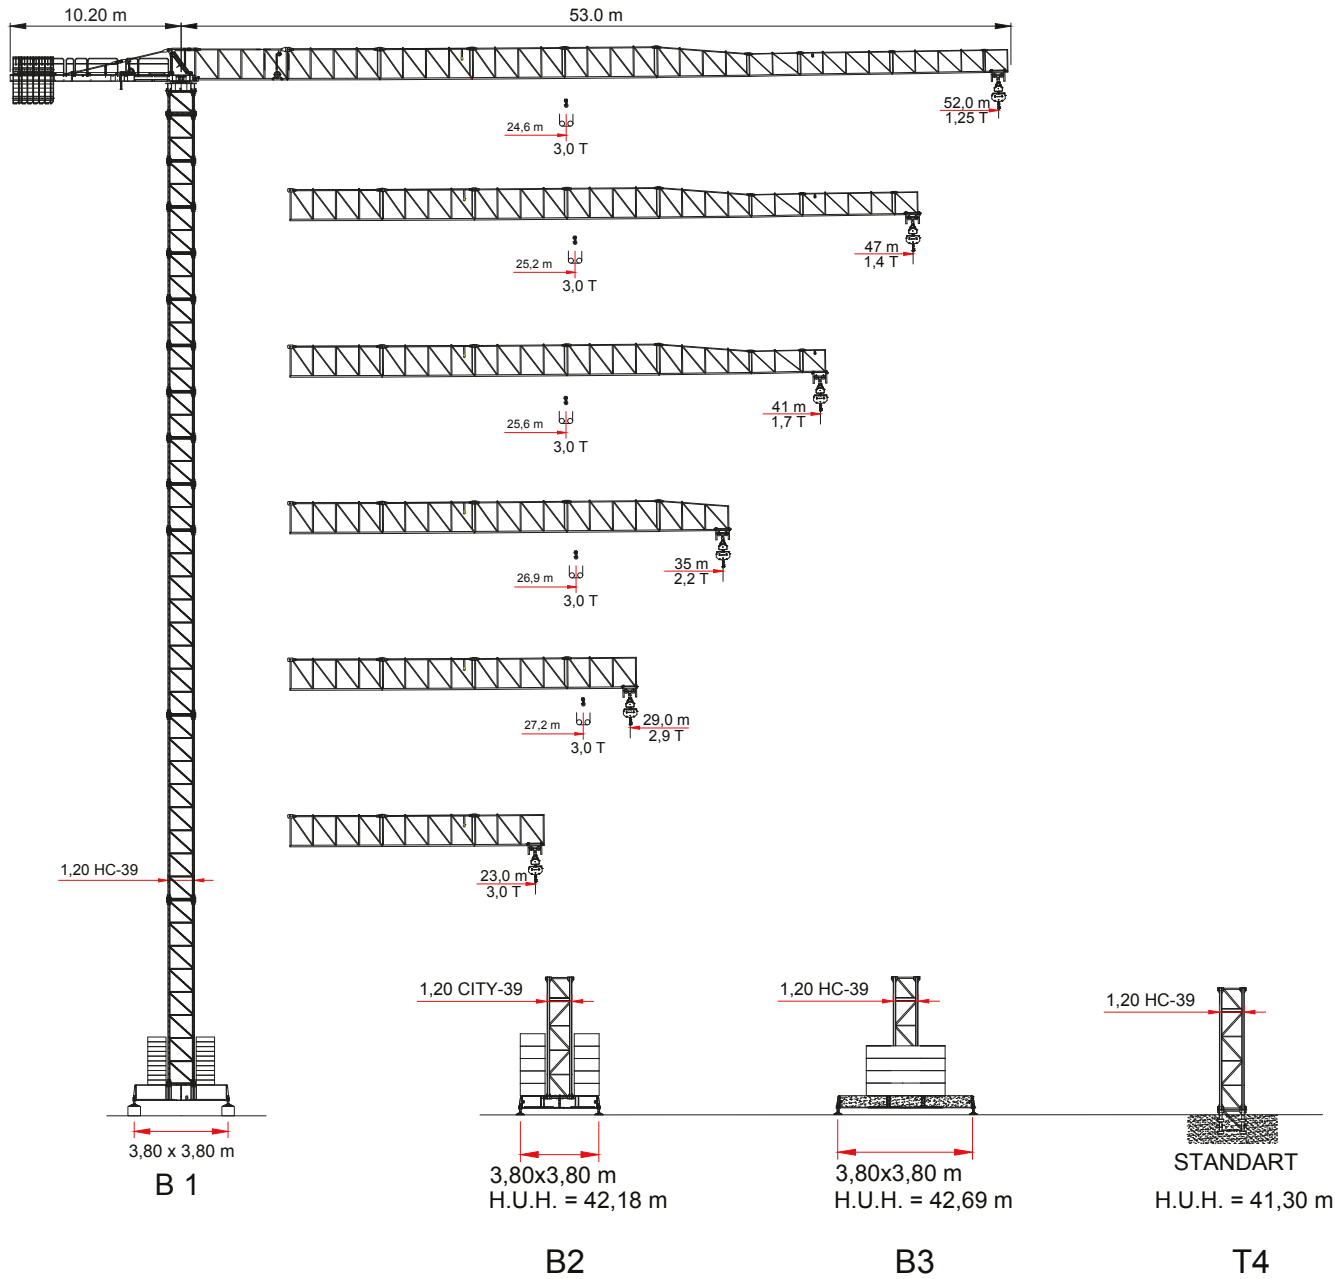 10.20 m
53.0 m
52,0 m
1,25 T
24,6 m
3,0 T
47 m
1,4 T
25,2 m
3,0 T
41 m
1,7 T
25,6 m
3,0 T
35 m
2,2 T
26,9 m
3,0 T
29,0 m
2,9 T
27,2 m
3,0 T
1,20 HC-39
23,0 m
3,0 T
1,20 CITY-39
1,20 HC-39
1,20 HC-39
3,80 x 3,80 m
B 1
3,80x3,80 m
H.U.H. = 42,18 m
B2
3,80x3,80 m
H.U.H. = 42,69 m
B3
STANDART
H.U.H. = 41,30 m
T4